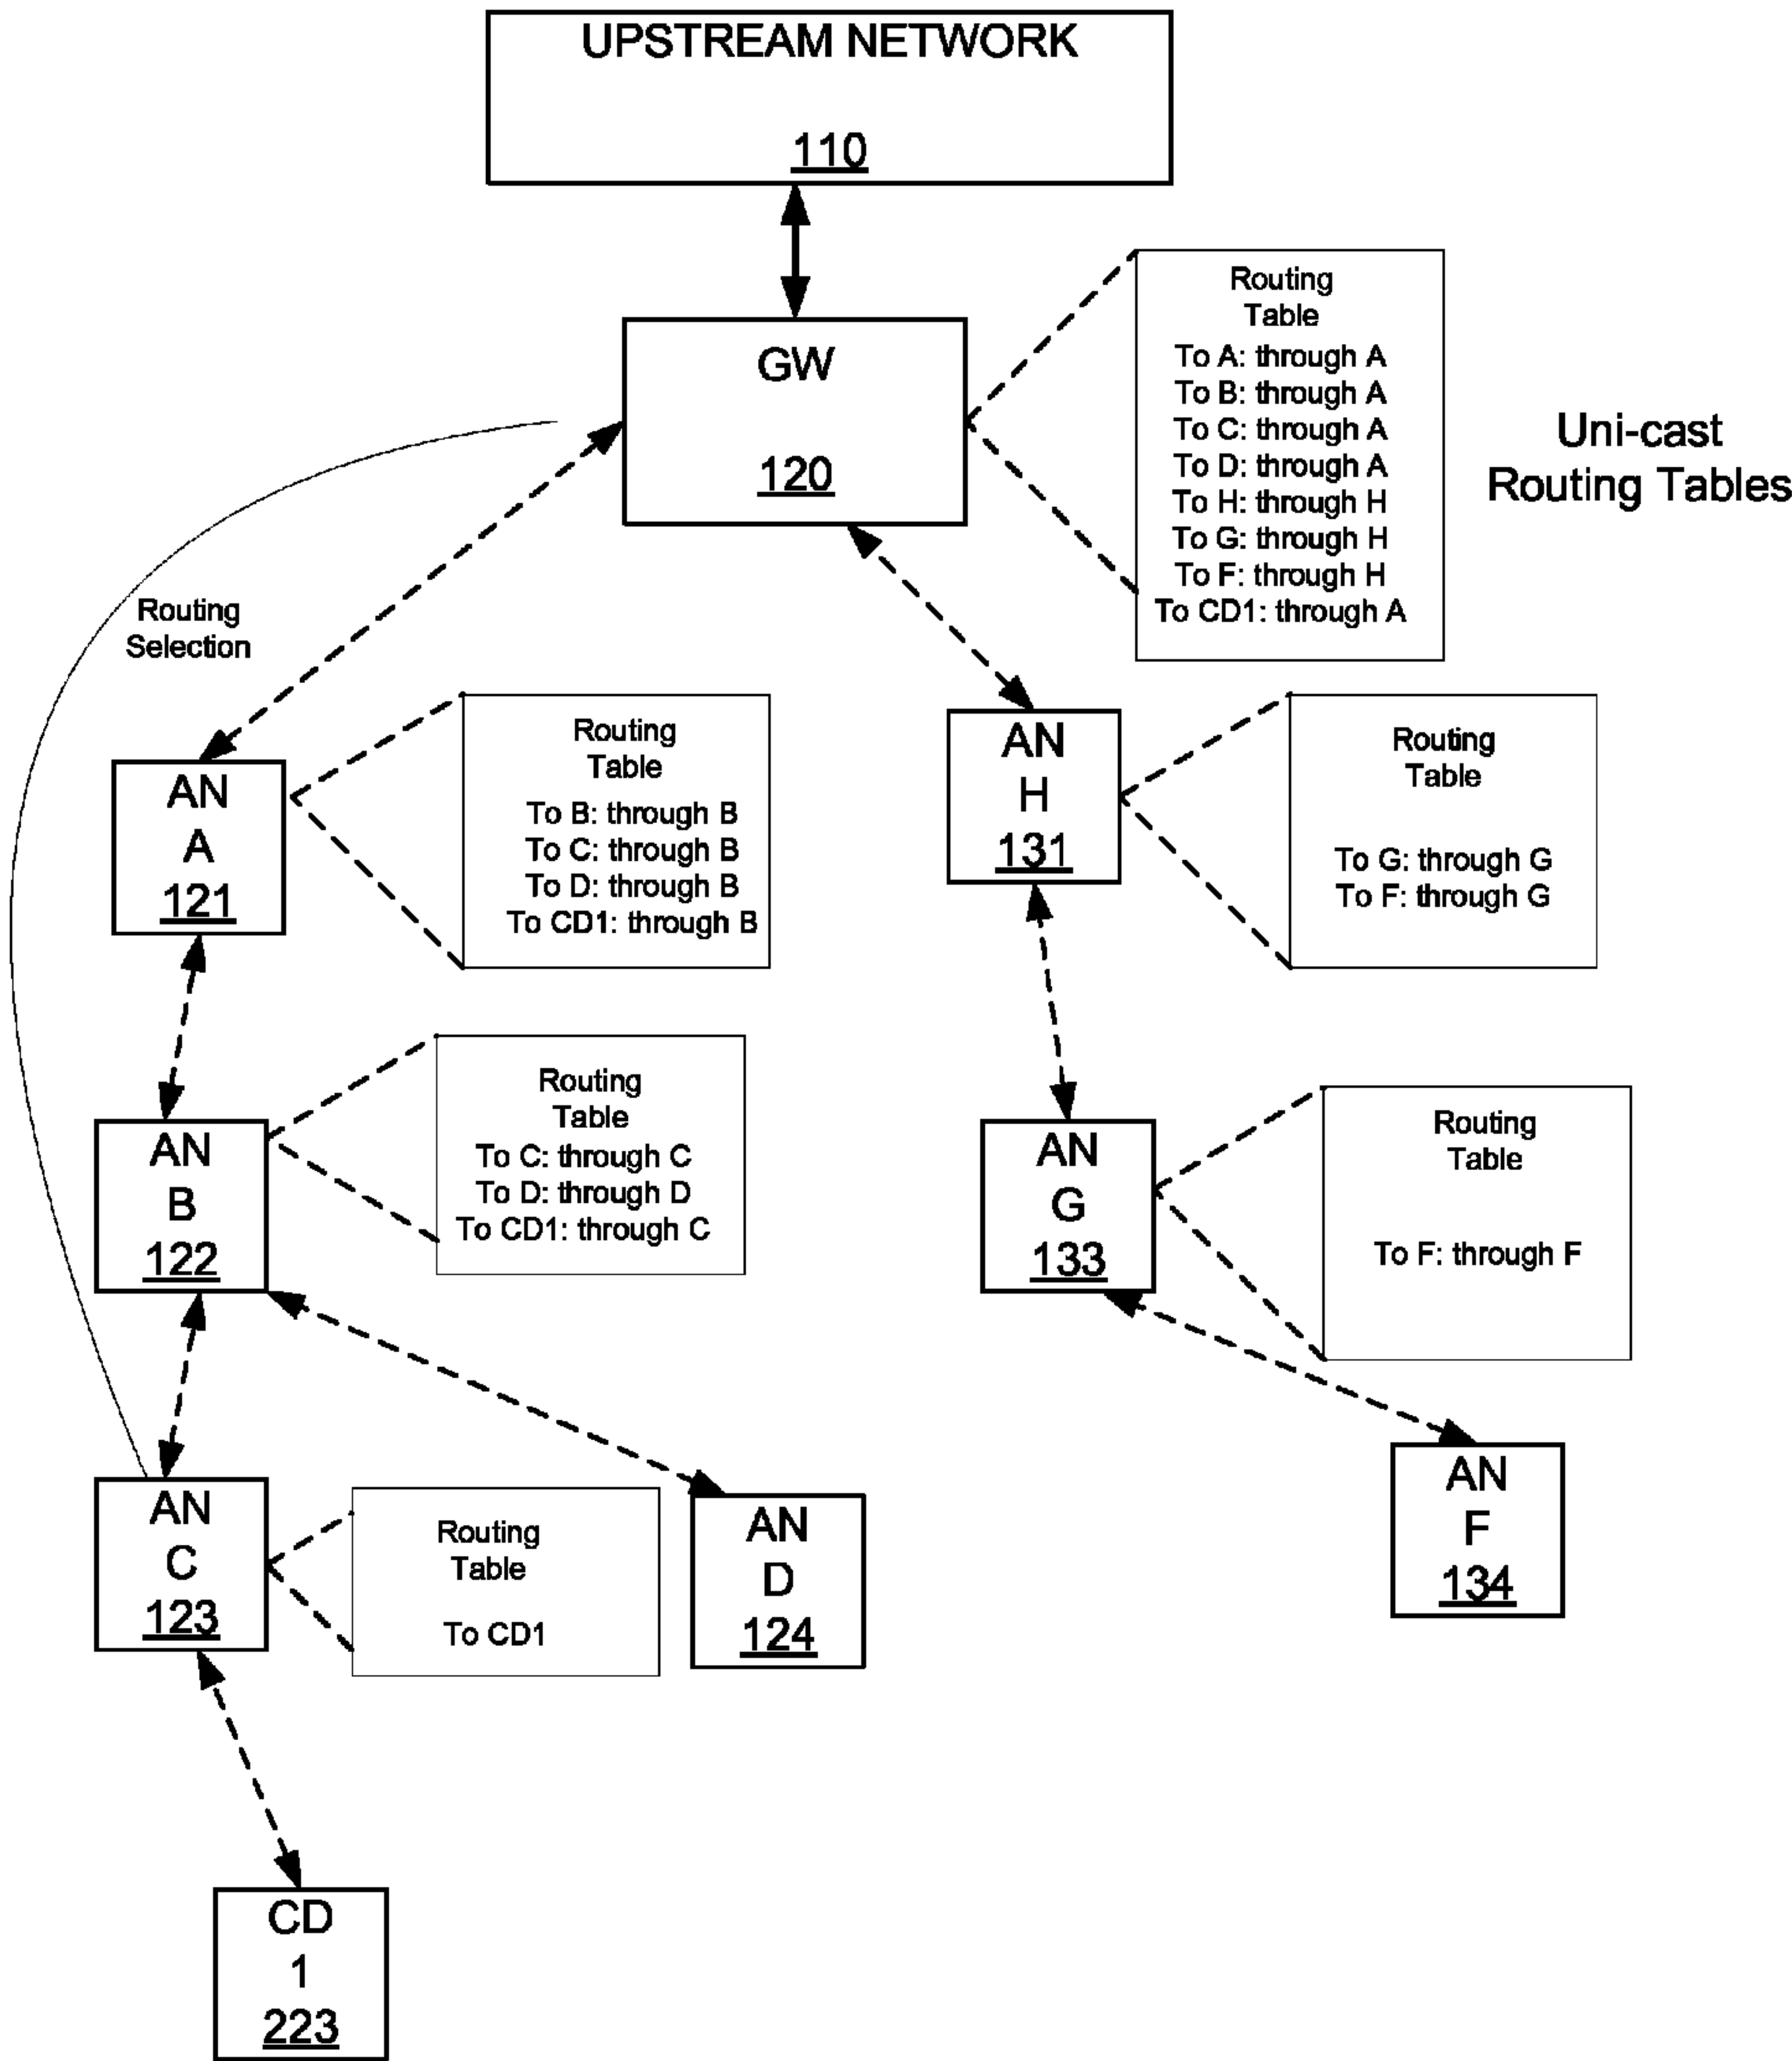 UPSTREAM NETWORK
110
GW
120
Routing
Table
To A: through A
To B: through A
To C: through A
To D: through A
To H: through H
To G: through H
To F: through H
To CD1: through A
Uni-cast
Routing Tables
Routing
Selection
AN
A
121
Routing
Table
To B: through B
To C: through B
To D: through B
To CD1: through B
AN
H
131
Routing
Table
To G: through G
To F: through G
AN
B
122
Routing
Table
To C: through C
To D: through D
To CD1: through C
AN
G
133
Routing
Table
To F: through F
AN
C
123
Routing
Table
To CD1
AN
D
124
AN
F
134
CD
1
223